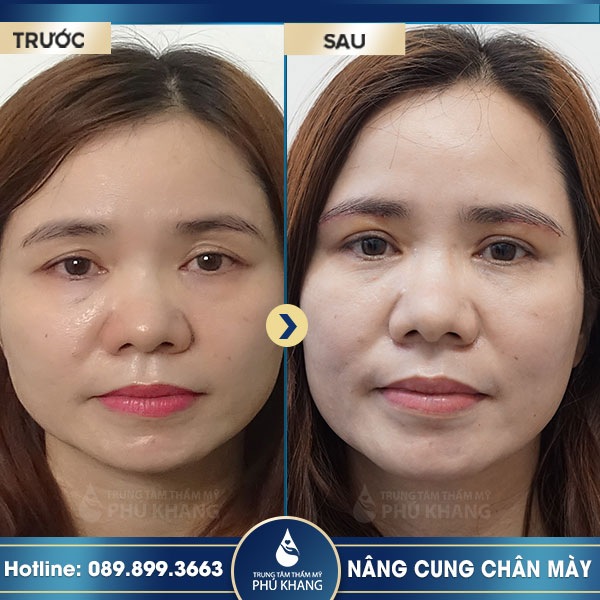 TRƯỚC
SAU
TRUNG TÂM THẨM MỸ
PHÚ KHANG
TRUNG TÂM THẨM MỸ
PHÚ KHANG
Hotline: 089.899.3663
TRUNG TÂM THẨM MỸ
PHÚ KHANG
NÂNG CUNG CHÂN MÀY